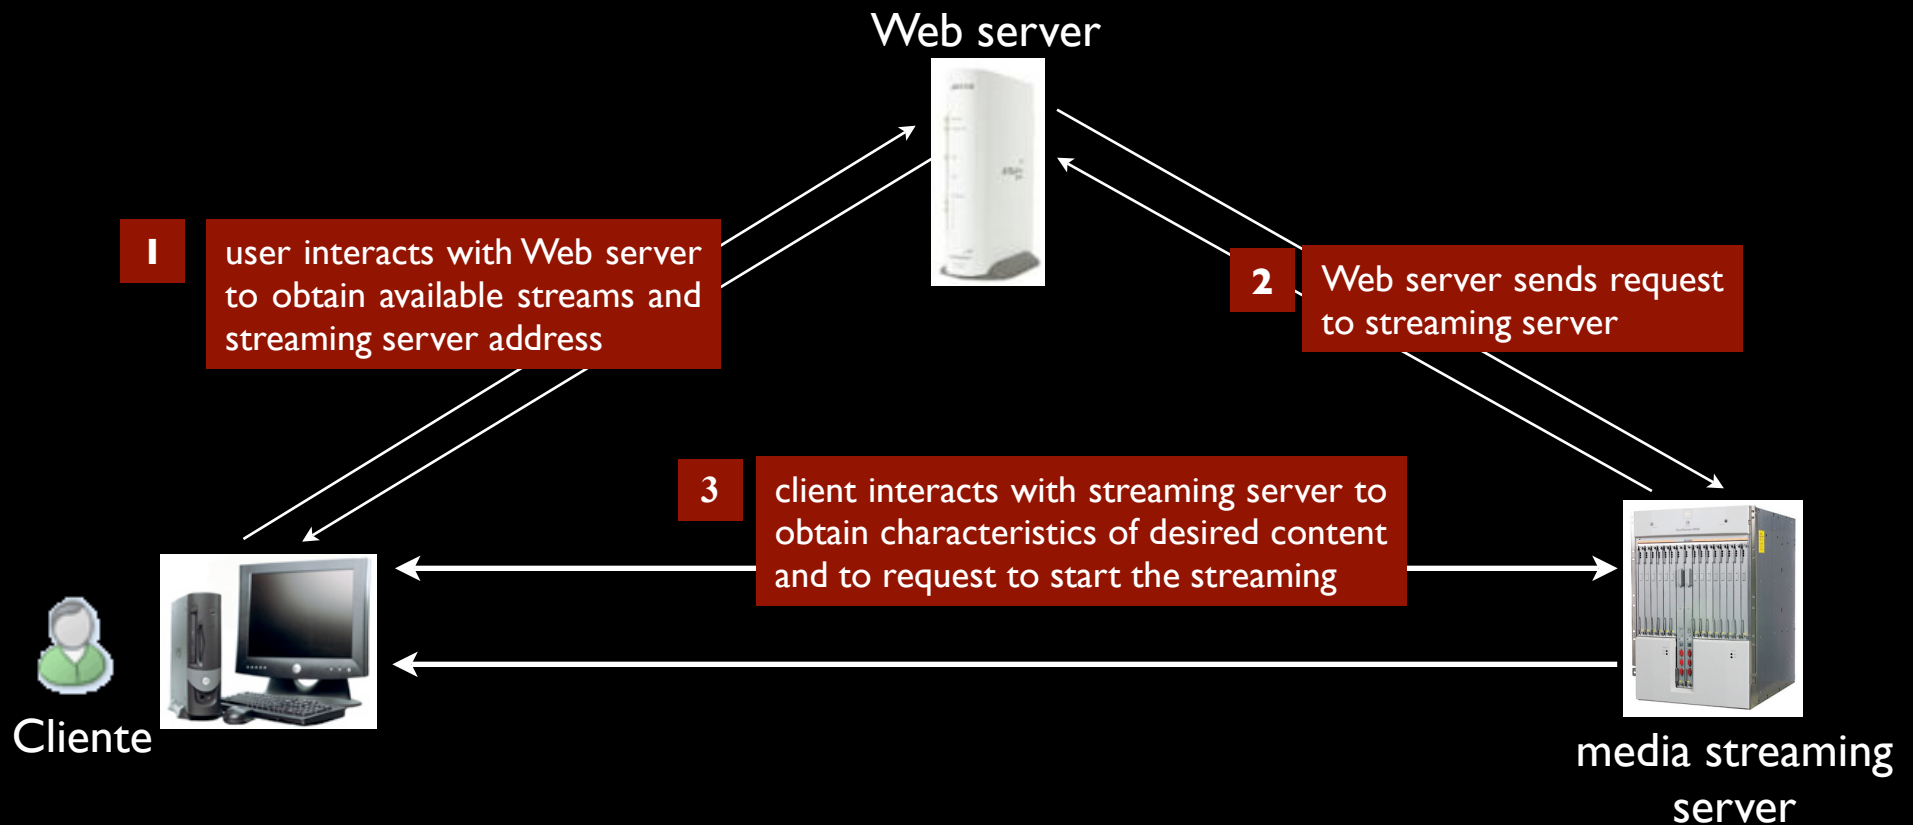 Web server
1
user interacts with Web server
to obtain available streams and
streaming server address
2
Web server sends request
to streaming server
3
client interacts with streaming server to
obtain characteristics of desired content
and to request to start the streaming
Cliente
media streaming
server